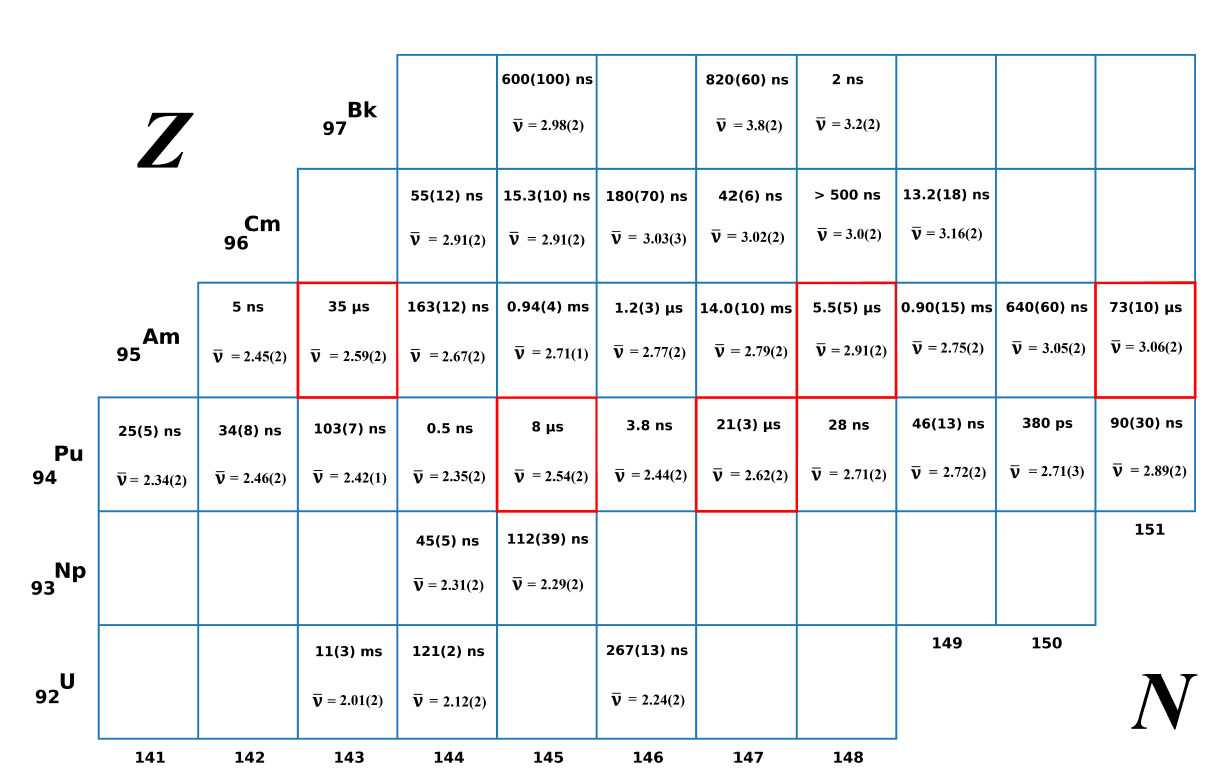 600(100) ns 820(60) ns 2 ns
Z
97Bk
ν̄ = 2.98(2) ν̄ = 3.8(2) ν̄ = 3.2(2)
55(12) ns 15.3(10) ns 180(70) ns 42(6) ns > 500 ns 13.2(18) ns
96Cm
ν̄ = 2.91(2) ν̄ = 2.91(2) ν̄ = 3.03(3) ν̄ = 3.02(2) ν̄ = 3.0(2) ν̄ = 3.16(2)
5 ns 35 μs 163(12) ns 0.94(4) ms 1.2(3) μs 14.0(10) ms 5.5(5) μs 0.90(15) ms 640(60) ns 73(10) μs
95Am
ν̄ = 2.45(2) ν̄ = 2.59(2) ν̄ = 2.67(2) ν̄ = 2.71(1) ν̄ = 2.77(2) ν̄ = 2.79(2) ν̄ = 2.91(2) ν̄ = 2.75(2) ν̄ = 3.05(2) ν̄ = 3.06(2)
25(5) ns 34(8) ns 103(7) ns 0.5 ns 8 μs 3.8 ns 21(3) μs 28 ns 46(13) ns 380 ps 90(30) ns
94Pu
ν̄ = 2.34(2) ν̄ = 2.46(2) ν̄ = 2.42(1) ν̄ = 2.35(2) ν̄ = 2.54(2) ν̄ = 2.44(2) ν̄ = 2.62(2) ν̄ = 2.71(2) ν̄ = 2.72(2) ν̄ = 2.71(3) ν̄ = 2.89(2)
151
45(5) ns 112(39) ns
93Np
ν̄ = 2.31(2) ν̄ = 2.29(2)
149 150
11(3) ms 121(2) ns 267(13) ns
92U
ν̄ = 2.01(2) ν̄ = 2.12(2) ν̄ = 2.24(2)
N
141 142 143 144 145 146 147 148